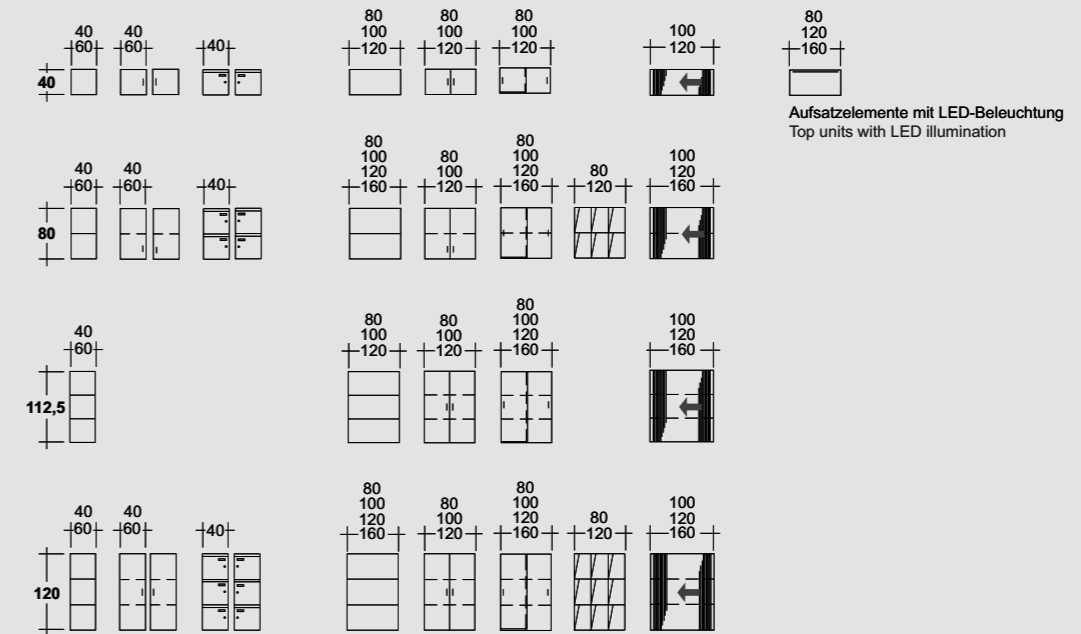 80 80 80 80
40 40 100 100 100 100 120
60 60 40 120 120 120 120 160
40
Aufsatzelemente mit LED-Beleuchtung
Top units with LED illumination
80 80
100 80 100 100
40 40 120 100 120 80 120
60 60 40 160 120 160 120 160
80
80
80 80 100 100
40 100 100 120 120
60 120 120 160 160
112,5
80 80
100 80 100 100
40 40 120 100 120 80 120
60 60 40 160 120 160 120 160
120